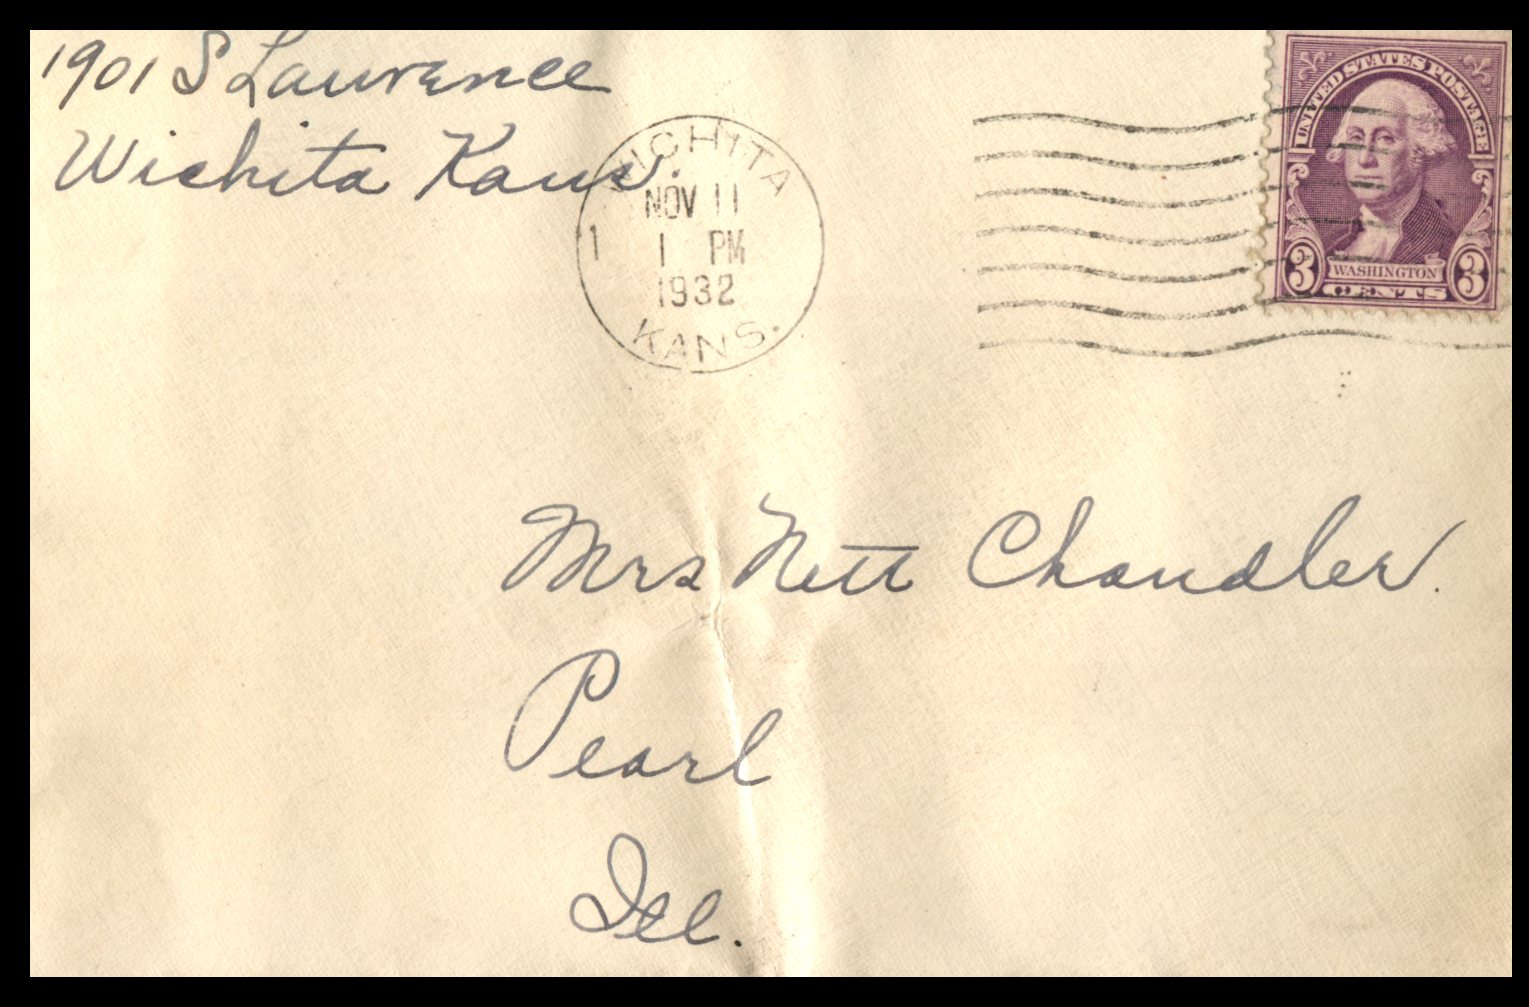 1901 S Lawrence
Wichita Kans.
WICHITA
NOV 11
1 1 PM
1932
KANS.
UNITED STATES POSTAGE
3 WASHINGTON 3
CENTS
Mrs Nett Chandler.
Pearl
Ill.